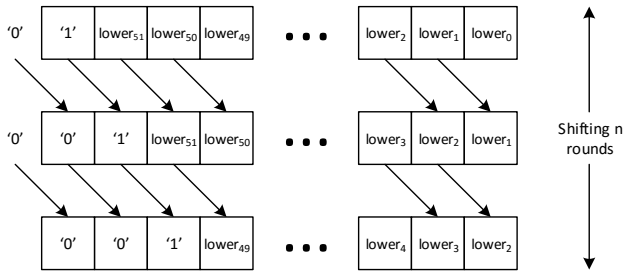 ‘0’ ‘1’ lower51 lower50 lower49 ••• lower2 lower1 lower0
‘0’ ‘0’ ‘1’ lower51 lower50 ••• lower3 lower2 lower1
Shifting n
rounds
‘0’ ‘0’ ‘1’ lower49 ••• lower4 lower3 lower2